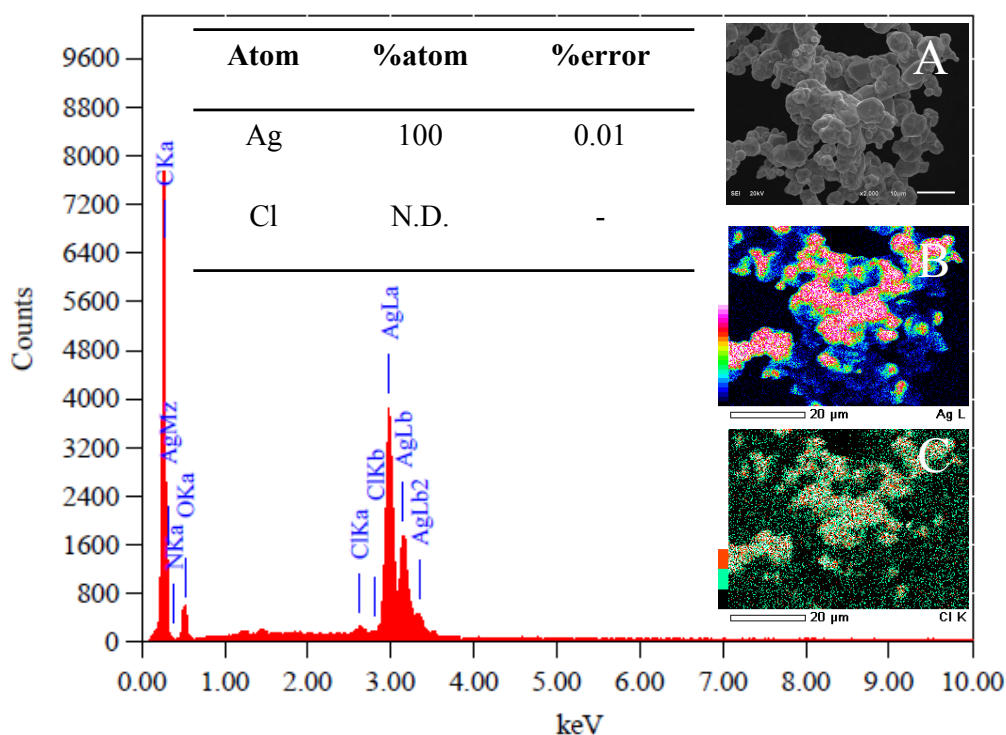 Atom %atom %error
Ag 100 0.01
Cl N.D. -
Counts
9600
8800
8000
7200
6400
5600
4800
4000
3200
2400
1600
800
0
CKa
AgMz
NKa
OKa
ClKa
ClKb
AgLa
AgLb
AgLb2
0.00 1.00 2.00 3.00 4.00 5.00 6.00 7.00 8.00 9.00 10.00
keV
A
SEI 20kV x2,000 10µm
B
20 µm Ag L
C
20 µm Cl K